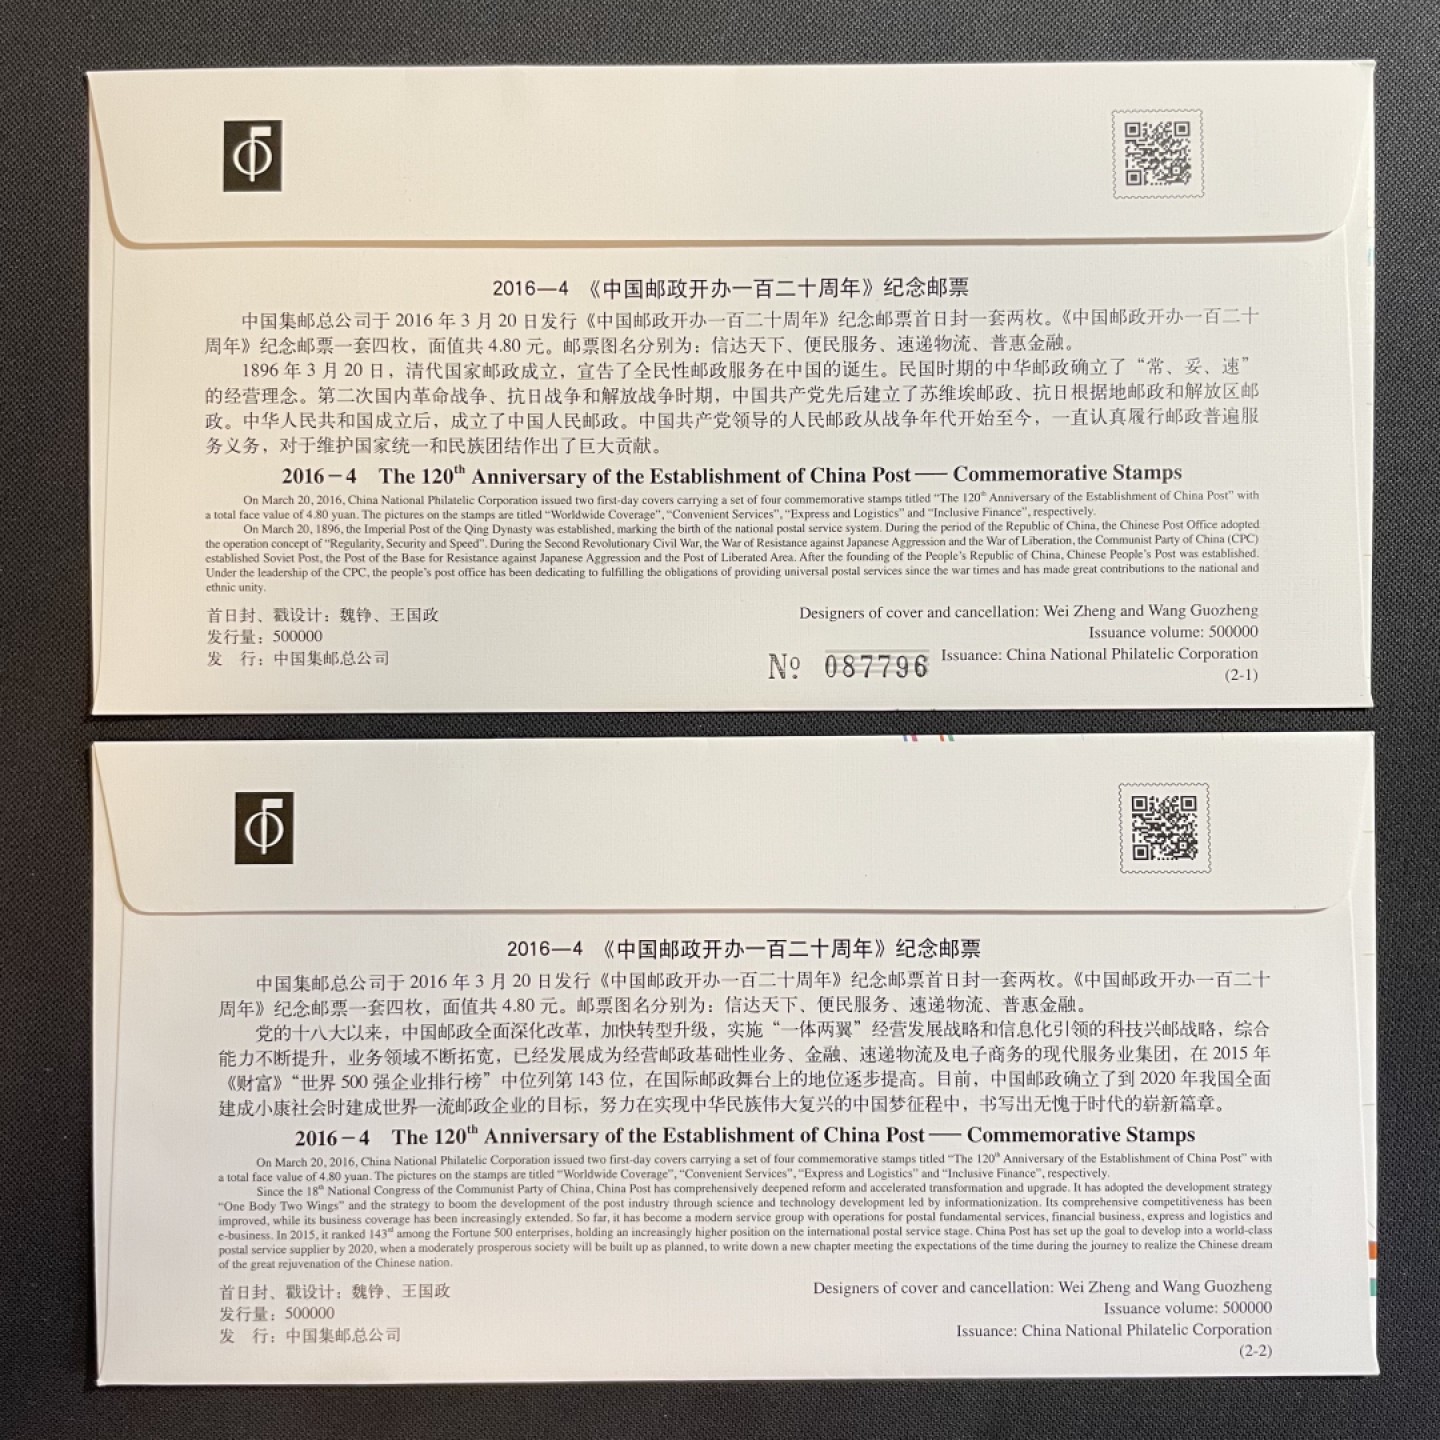 2016—4 《中国邮政开办一百二十周年》纪念邮票
中国集邮总公司于 2016 年 3 月 20 日发行《中国邮政开办一百二十周年》纪念邮票首日封一套两枚。《中国邮政开办一百二十
周年》纪念邮票一套四枚，面值共 4.80 元。邮票图名分别为：信达天下、便民服务、速递物流、普惠金融。
1896 年 3 月 20 日，清代国家邮政成立，宣告了全民性邮政服务在中国的诞生。民国时期的中华邮政确立了“常、妥、速”
的经营理念。第二次国内革命战争、抗日战争和解放战争时期，中国共产党先后建立了苏维埃邮政、抗日根据地邮政和解放区邮
政。中华人民共和国成立后，成立了中国人民邮政。中国共产党领导的人民邮政从战争年代开始至今，一直认真履行邮政普遍服
务义务，对于维护国家统一和民族团结作出了巨大贡献。
2016－4 The 120th Anniversary of the Establishment of China Post — Commemorative Stamps
On March 20, 2016, China National Philatelic Corporation issued two first-day covers carrying a set of four commemorative stamps titled “The 120th Anniversary of the Establishment of China Post” with
a total face value of 4.80 yuan. The pictures on the stamps are titled “Worldwide Coverage”, “Convenient Services”, “Express and Logistics” and “Inclusive Finance”, respectively.
On March 20, 1896, the Imperial Post of the Qing Dynasty was established, marking the birth of the national postal service system. During the period of the Republic of China, the Chinese Post Office adopted
the operation concept of “Regularity, Security and Speed”. During the Second Revolutionary Civil War, the War of Resistance against Japanese Aggression and the War of Liberation, the Communist Party of China (CPC)
established Soviet Post, the Post of the Base for Resistance against Japanese Aggression and the Post of Liberated Area. After the founding of the People’s Republic of China, Chinese People’s Post was established.
Under the leadership of the CPC, the people’s post office has been dedicating to fulfilling the obligations of providing universal postal services since the war times and has made great contributions to the national and
ethnic unity.
首日封、戳设计：魏铮、王国政
发行量：500000
发 行：中国集邮总公司
Designers of cover and cancellation: Wei Zheng and Wang Guozheng
Issuance volume: 500000
Issuance: China National Philatelic Corporation
(2-1)
№ 087796
2016—4 《中国邮政开办一百二十周年》纪念邮票
中国集邮总公司于 2016 年 3 月 20 日发行《中国邮政开办一百二十周年》纪念邮票首日封一套两枚。《中国邮政开办一百二十
周年》纪念邮票一套四枚，面值共 4.80 元。邮票图名分别为：信达天下、便民服务、速递物流、普惠金融。
党的十八大以来，中国邮政全面深化改革，加快转型升级，实施“一体两翼”经营发展战略和信息化引领的科技兴邮战略，综合
能力不断提升，业务领域不断拓宽，已经发展成为经营邮政基础性业务、金融、速递物流及电子商务的现代服务业集团，在 2015 年
《财富》“世界 500 强企业排行榜”中位列第 143 位，在国际邮政舞台上的地位逐步提高。目前，中国邮政确立了到 2020 年我国全面
建成小康社会时建成世界一流邮政企业的目标，努力在实现中华民族伟大复兴的中国梦征程中，书写出无愧于时代的崭新篇章。
2016－4 The 120th Anniversary of the Establishment of China Post — Commemorative Stamps
On March 20, 2016, China National Philatelic Corporation issued two first-day covers carrying a set of four commemorative stamps titled “The 120th Anniversary of the Establishment of China Post” with
a total face value of 4.80 yuan. The pictures on the stamps are titled “Worldwide Coverage”, “Convenient Services”, “Express and Logistics” and “Inclusive Finance”, respectively.
Since the 18th National Congress of the Communist Party of China, China Post has comprehensively deepened reform and accelerated transformation and upgrade. It has adopted the development strategy
“One Body Two Wings” and the strategy to boom the development of the post industry through science and technology development led by informationization. Its comprehensive competitiveness has been
improved, while its business coverage has been increasingly extended. So far, it has become a modern service group with operations for postal fundamental services, financial business, express and logistics and
e-business. In 2015, it ranked 143rd among the Fortune 500 enterprises, holding an increasingly higher position on the international postal service stage. China Post has set up the goal to develop into a world-class
postal service supplier by 2020, when a moderately prosperous society will be built up as planned, to write down a new chapter meeting the expectations of the time during the journey to realize the Chinese dream
of the great rejuvenation of the Chinese nation.
首日封、戳设计：魏铮、王国政
发行量：500000
发 行：中国集邮总公司
Designers of cover and cancellation: Wei Zheng and Wang Guozheng
Issuance volume: 500000
Issuance: China National Philatelic Corporation
(2-2)